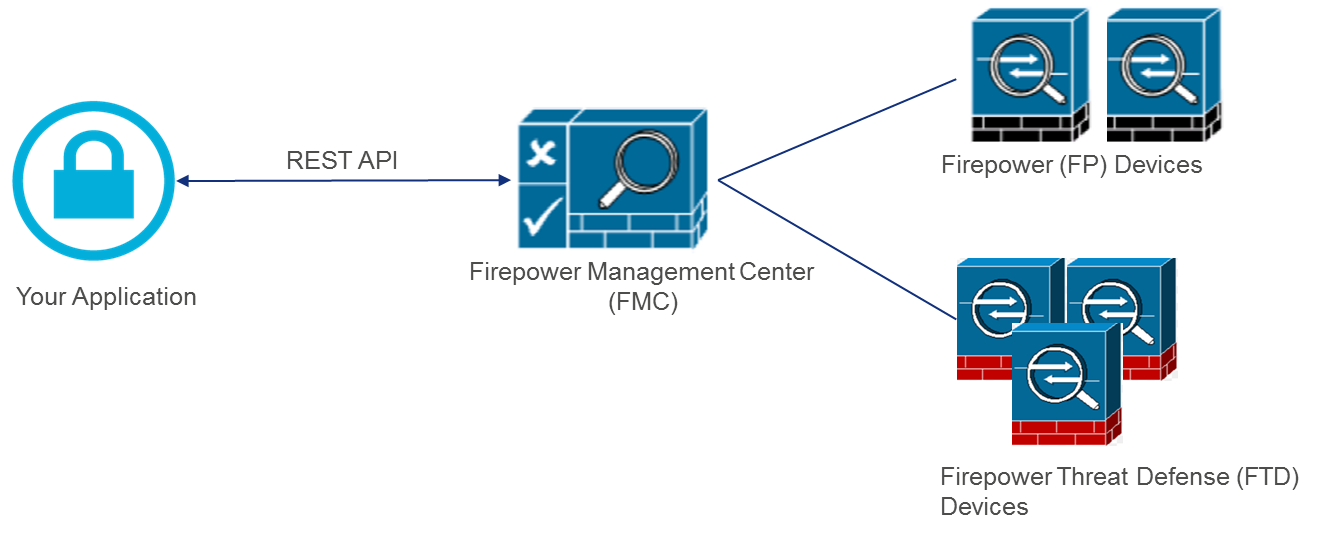 REST API
Your Application
Firepower Management Center
(FMC)
Firepower (FP) Devices
Firepower Threat Defense (FTD)
Devices